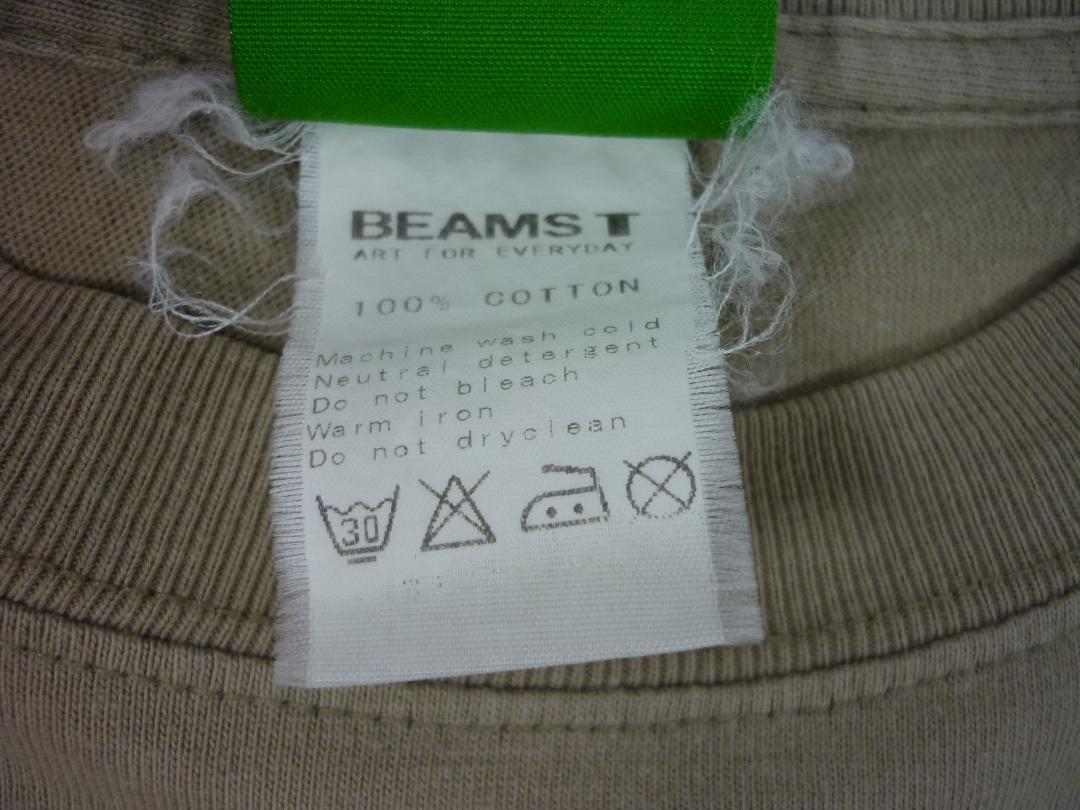 BEAMS T
ART FOR EVERYDAY
100% COTTON
Machine wash cold
Neutral detergent
Do not bleach
Warm iron
Do not dryclean
30